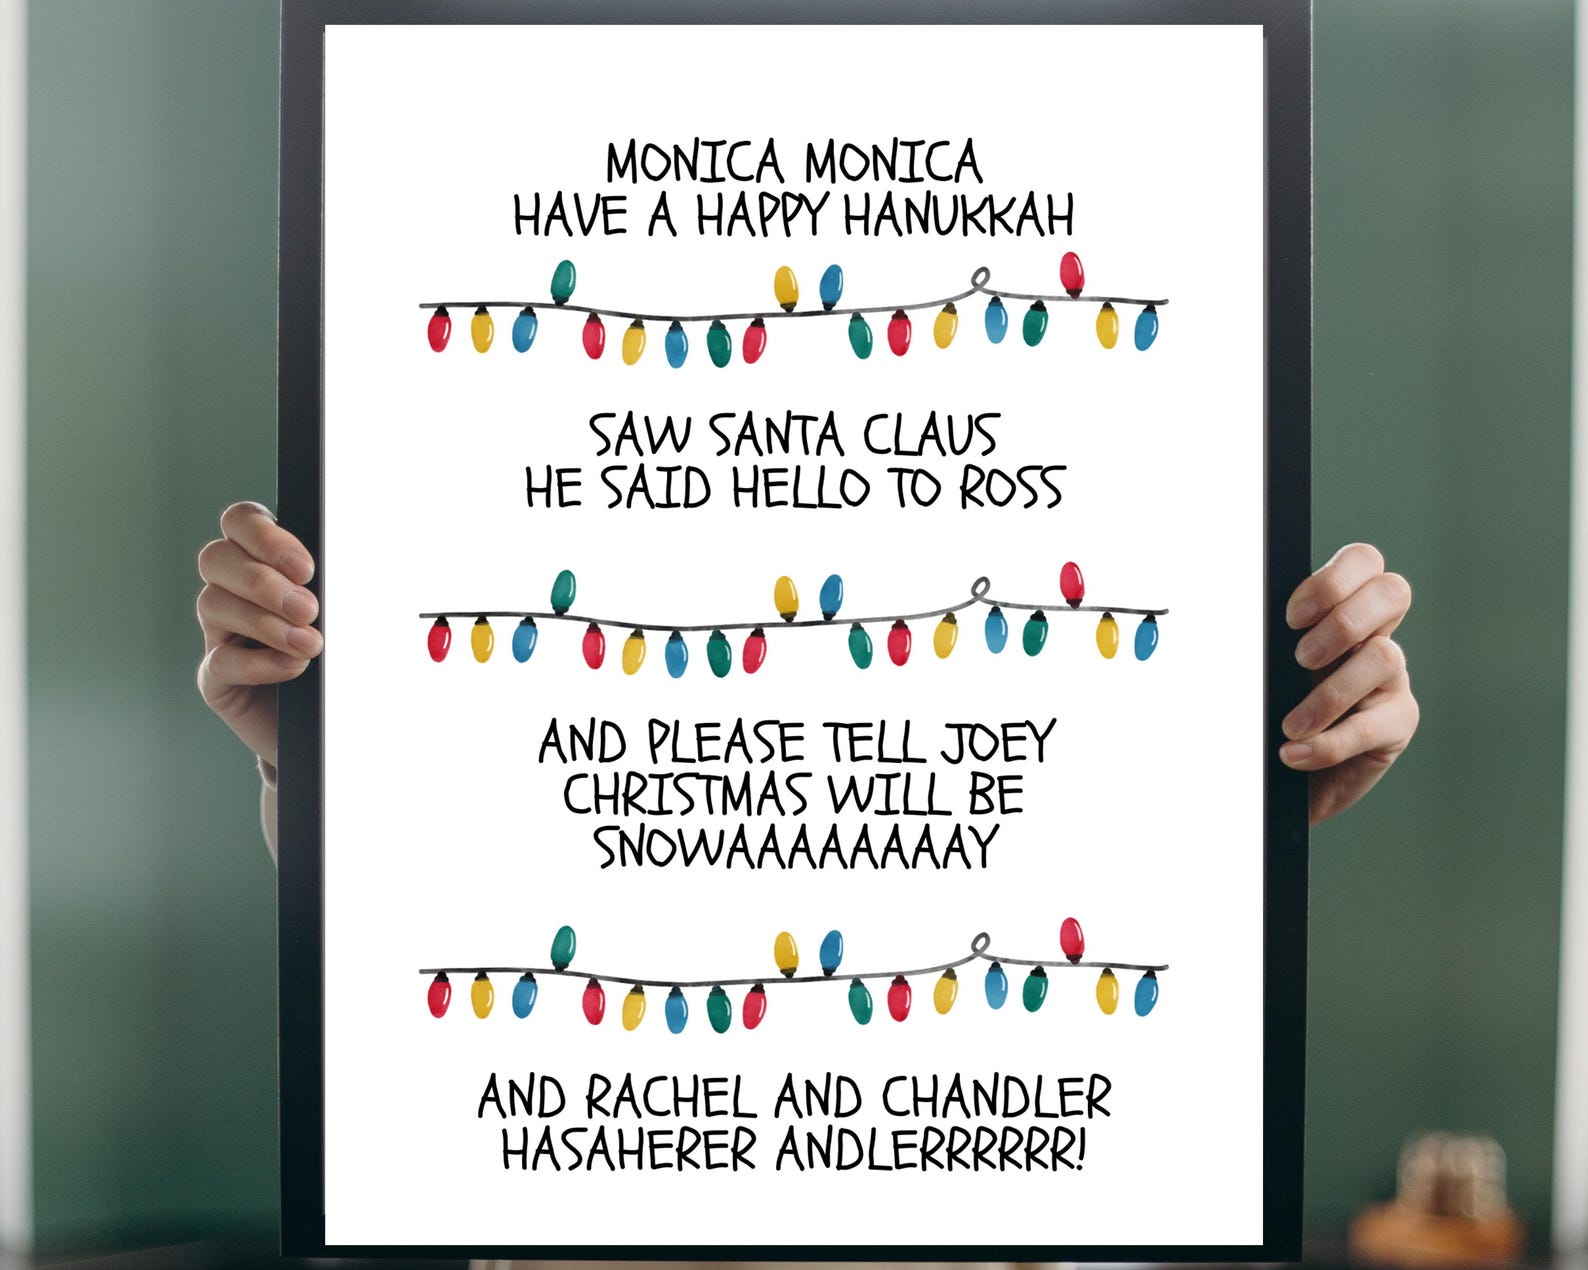 MONICA MONICA
HAVE A HAPPY HANUKKAH
SAW SANTA CLAUS
HE SAID HELLO TO ROSS
AND PLEASE TELL JOEY
CHRISTMAS WILL BE
SNOWAAAAAAAAY
AND RACHEL AND CHANDLER
HASAHERER ANDLERRRRRR!